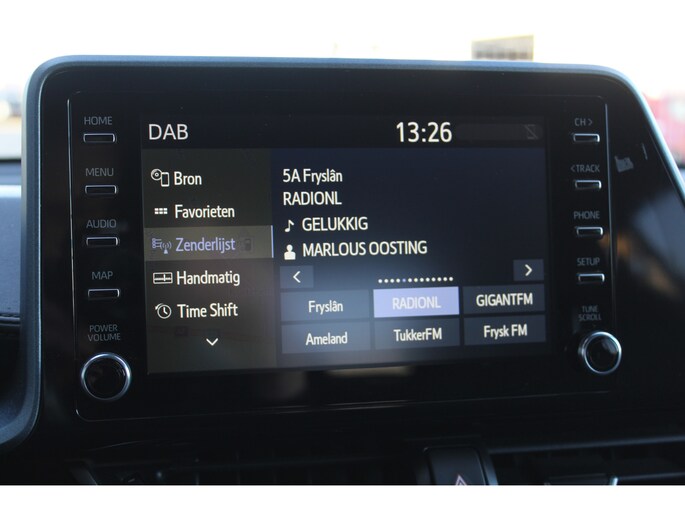 HOME
MENU
AUDIO
MAP
POWER
VOLUME
DAB
13:26
Bron
Favorieten
Zenderlijst
Handmatig
Time Shift
5A Fryslân
RADIONL
GELUKKIG
MARLOUS OOSTING
Fryslân RADIONL GIGANTFM
Ameland TukkerFM Frysk FM
CH >
< TRACK
PHONE
SETUP
TUNE
SCROLL